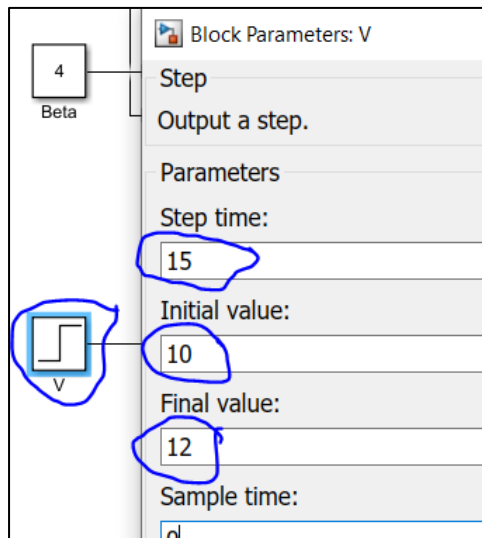 Block Parameters: V
4
Beta
Step
Output a step.
Parameters
Step time:
15
Initial value:
10
V
Final value:
12
Sample time: